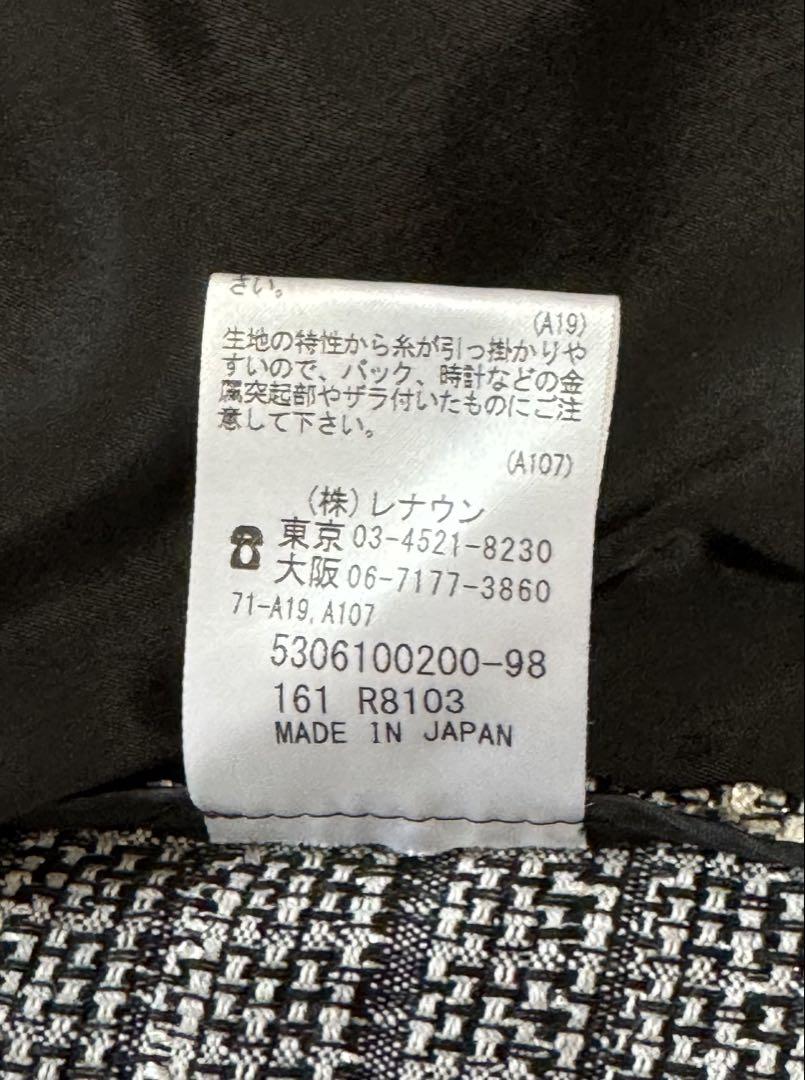 さい。
(A19)
生地の特性から糸が引っ掛かりや
すいので、バック、時計などの金
属突起部やザラ付いたものにご注
意して下さい。
(A107)
(株)レナウン
東京 03-4521-8230
大阪 06-7177-3860
71-A19, A107
5306100200-98
161 R8103
MADE IN JAPAN